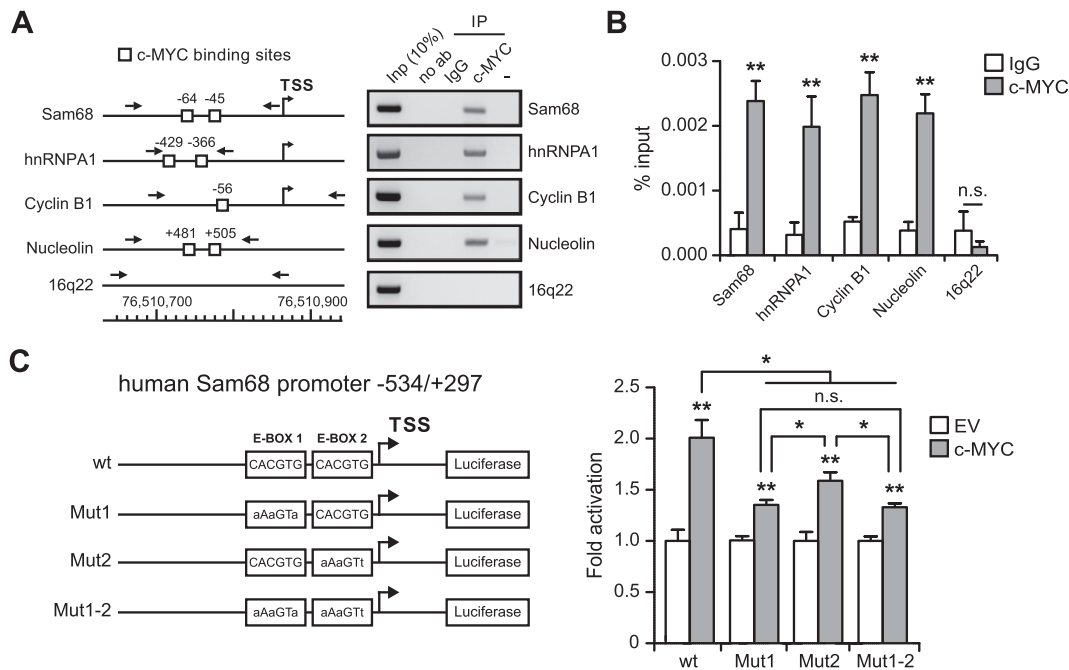 A
c-MYC binding sites
TSS
Sam68
-64 -45
hnRNPA1
-429 -366
Cyclin B1
-56
Nucleolin
+481 +505
16q22
76,510,700 76,510,900
IP
Inp (10%)
no ab
IgG
c-MYC
-
Sam68
hnRNPA1
Cyclin B1
Nucleolin
16q22
B
IgG
c-MYC
% input
0.003
0.002
0.001
0.000
** ** ** ** n.s.
Sam68
hnRNPA1
Cyclin B1
Nucleolin
16q22
C
human Sam68 promoter -534/+297
TSS
E-BOX 1 E-BOX 2
wt CACGTG CACGTG Luciferase
Mut1 aAaGTa CACGTG Luciferase
Mut2 CACGTG aAaGTt Luciferase
Mut1-2 aAaGTa aAaGTt Luciferase
Fold activation
2.5
2.0
1.5
1.0
0.5
0
*
n.s.
* *
** ** ** **
EV
c-MYC
wt Mut1 Mut2 Mut1-2